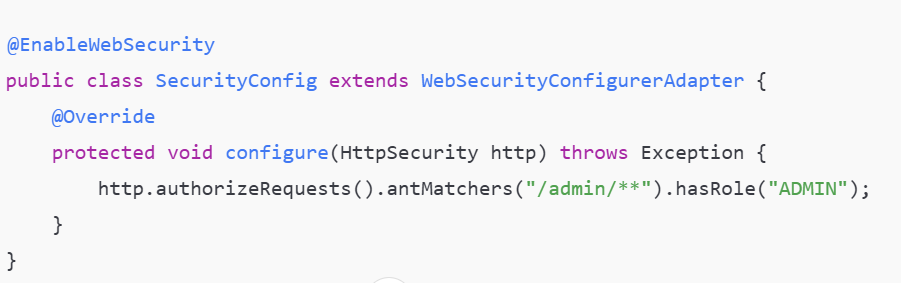 @EnableWebSecurity
public class SecurityConfig extends WebSecurityConfigurerAdapter {
    @Override
    protected void configure(HttpSecurity http) throws Exception {
        http.authorizeRequests().antMatchers("/admin/**").hasRole("ADMIN");
    }
}